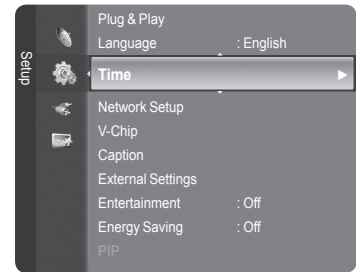 Setup
Plug & Play
Language : English
Time
Network Setup
V-Chip
Caption
External Settings
Entertainment : Off
Energy Saving : Off
PIP